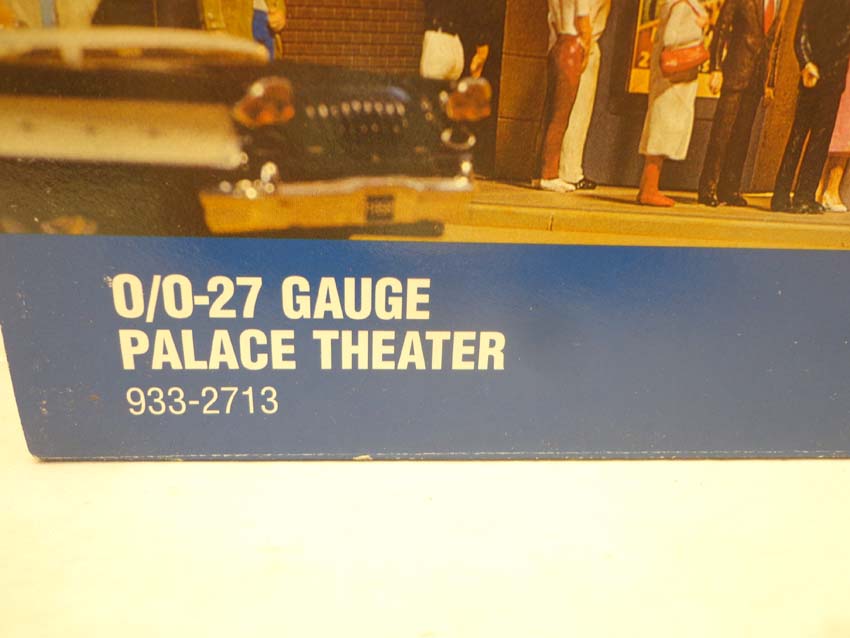 O/O-27 GAUGE
PALACE THEATER
933-2713